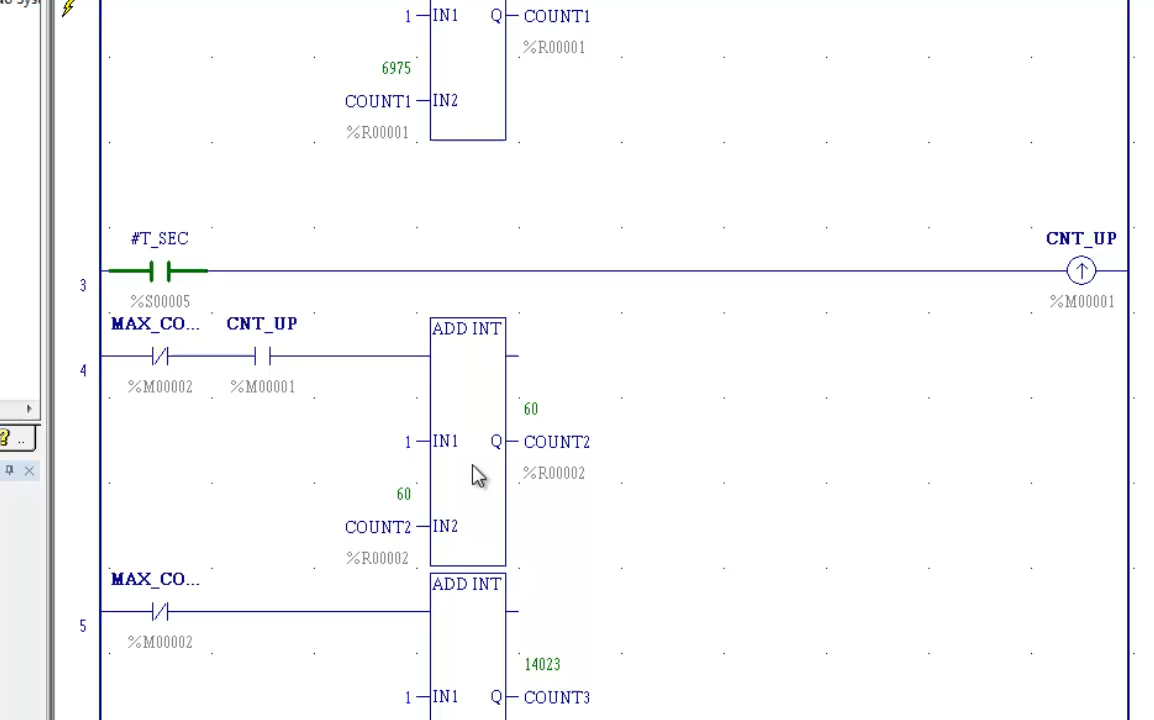 1 IN1 Q COUNT1
%R00001
6975
COUNT1 IN2
%R00001
#T_SEC CNT_UP
3
%S00005 %M00001
MAX_CO... CNT_UP ADD INT
4
%M00002 %M00001
60
1 IN1 Q COUNT2
%R00002
60
COUNT2 IN2
%R00002
MAX_CO... ADD INT
5
%M00002
14023
1 IN1 Q COUNT3
? ..